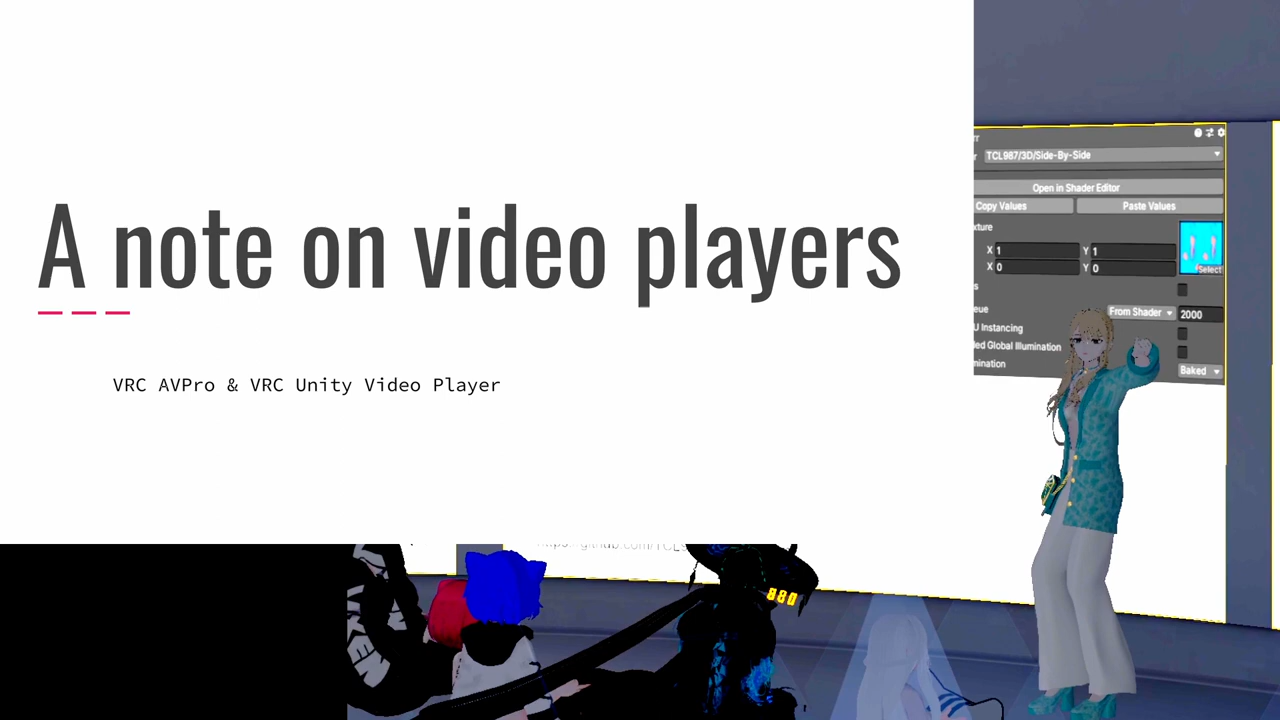 A note on video players
VRC AVPro & VRC Unity Video Player
TCL987/3D/Side-By-Side
Open in Shader Editor
Copy Values Paste Values
X 1 Y 1
X 0 Y 0
Select
From Shader 2000
Instancing
Global Illumination
Baked
880